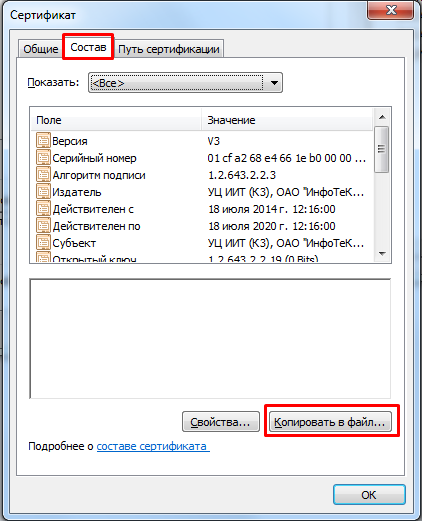 Сертификат
Общие Состав Путь сертификации
Показать: <Все>
Поле Значение
Версия V3
Серийный номер 01 cf a2 68 e4 66 1e b0 00 00 ...
Алгоритм подписи 1.2.643.2.2.3
Издатель УЦ ИИТ (К3), ОАО "ИнфоТеК...
Действителен с 18 июля 2014 г. 12:16:00
Действителен по 18 июля 2020 г. 12:16:00
Субъект УЦ ИИТ (К3), ОАО "ИнфоТеК...
Открытый ключ 1.2.643.2.2.19 (0 Bits)
Свойства... Копировать в файл...
Подробнее о составе сертификата
ОК